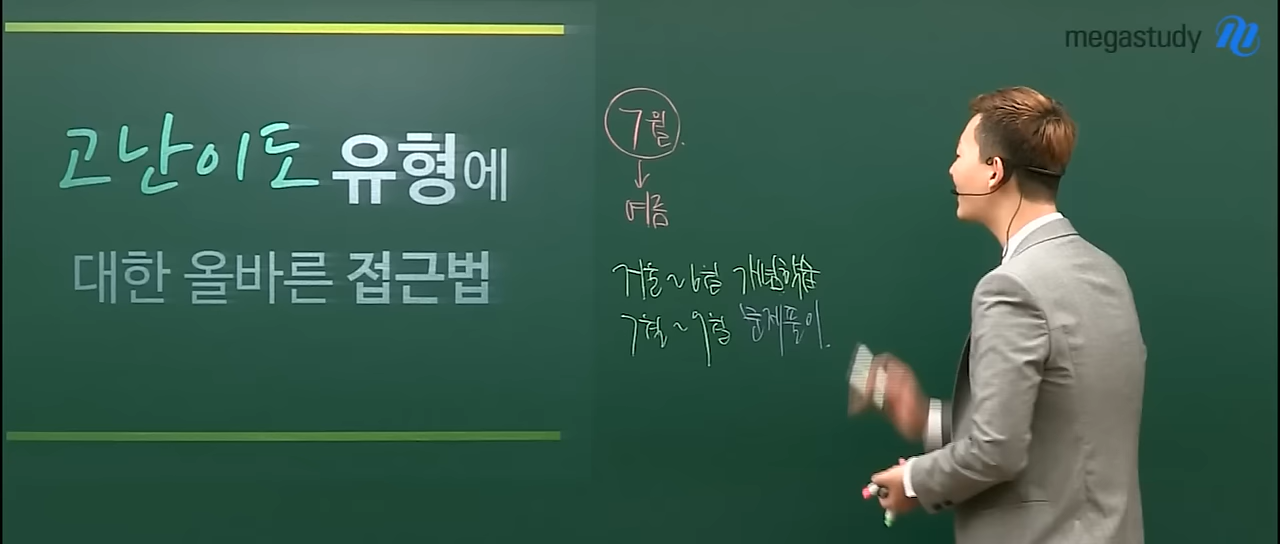 고난이도 유형에
대한 올바른 접근법
megastudy
7월.
여름
겨울~6월 개념학습
7월~9월 문제풀이.